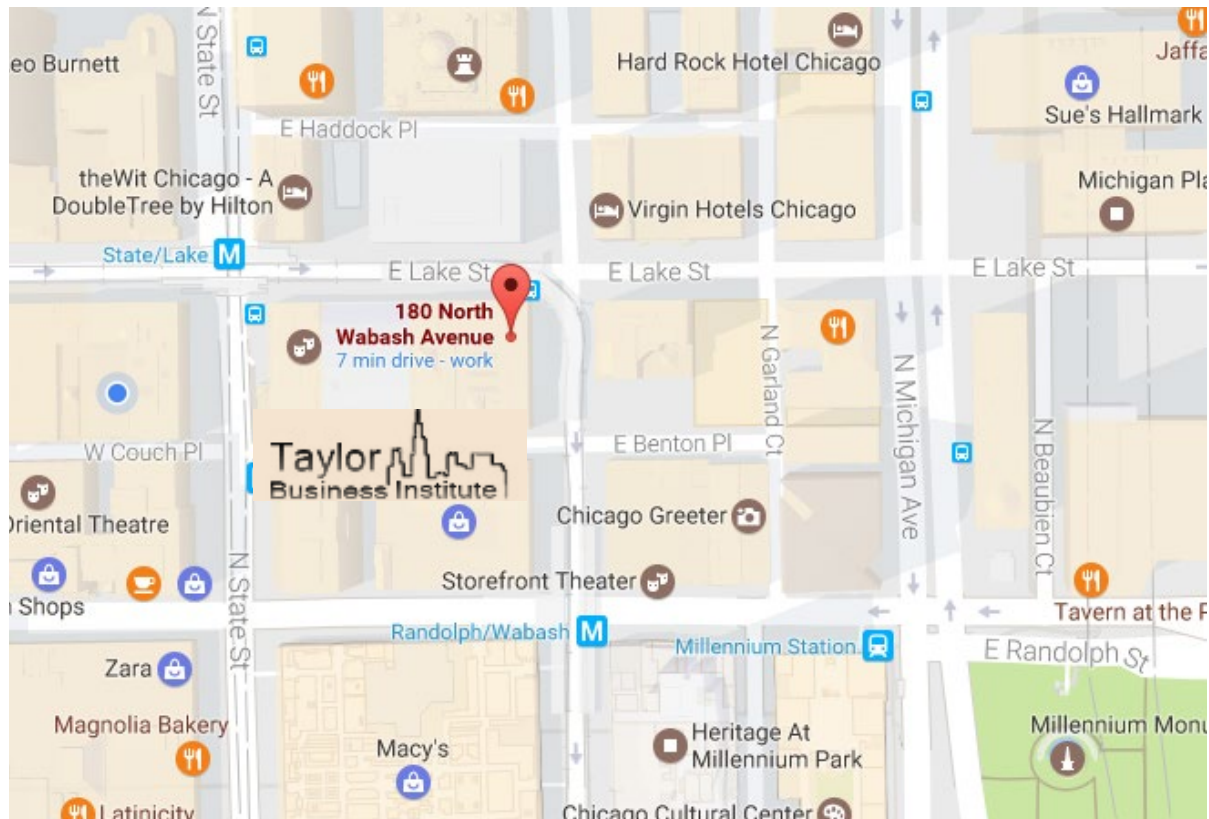 N State St
eo Burnett
Hard Rock Hotel Chicago
Jaffa
Sue's Hallmark
E Haddock Pl
theWit Chicago - A
DoubleTree by Hilton
Virgin Hotels Chicago
Michigan Pla
State/Lake M
E Lake St
E Lake St
E Lake St
180 North
Wabash Avenue
7 min drive - work
N Garland Ct
N Michigan Ave
N Beaubien Ct
W Couch Pl
Taylor
Business Institute
E Benton Pl
Oriental Theatre
Chicago Greeter
Storefront Theater
n Shops
N State St
Tavern at the P
Randolph/Wabash M
Millennium Station
E Randolph St
Zara
Magnolia Bakery
Macy's
Heritage At
Millennium Park
Millennium Monu
Latinicity
Chicago Cultural Center